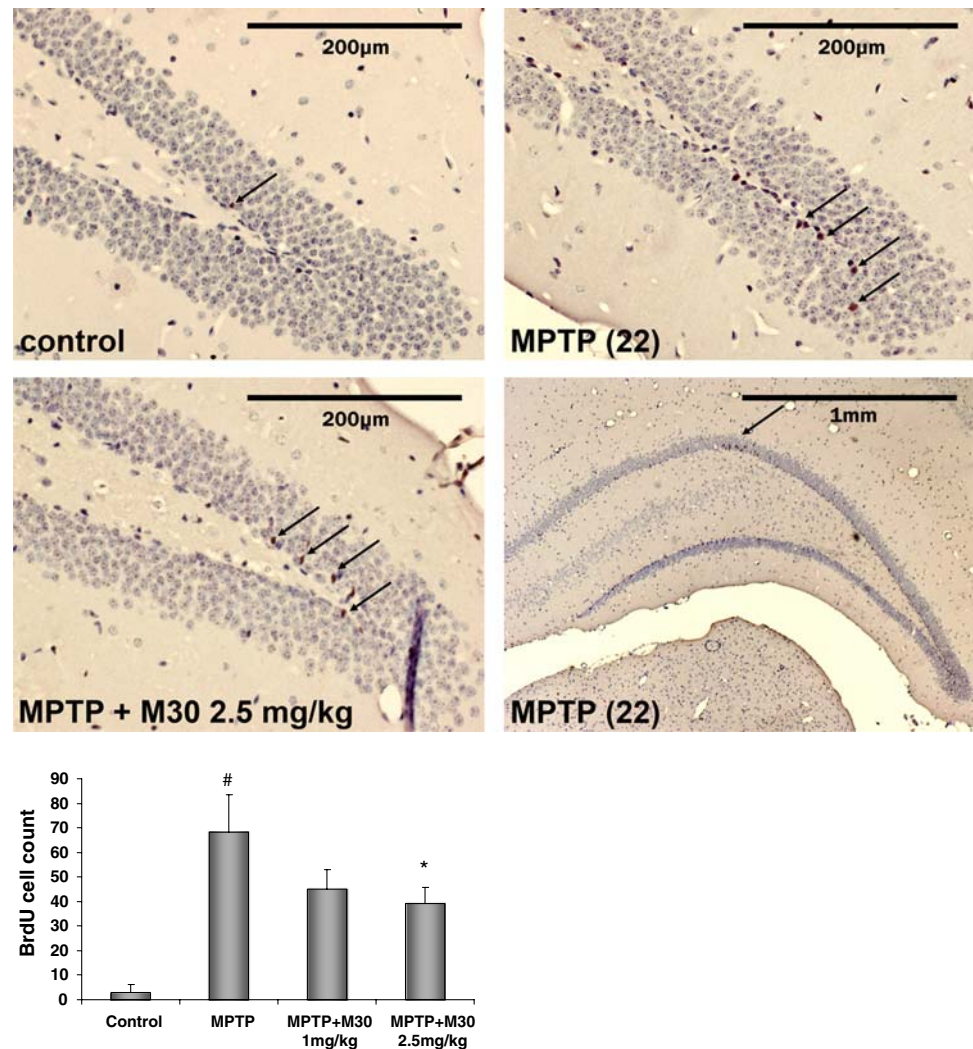 200µm
control
200µm
MPTP (22)
200µm
MPTP + M30 2.5 mg/kg
1mm
MPTP (22)
BrdU cell count
90
80
70
60
50
40
30
20
10
0
#
*
Control
MPTP
MPTP+M30
1mg/kg
MPTP+M30
2.5mg/kg